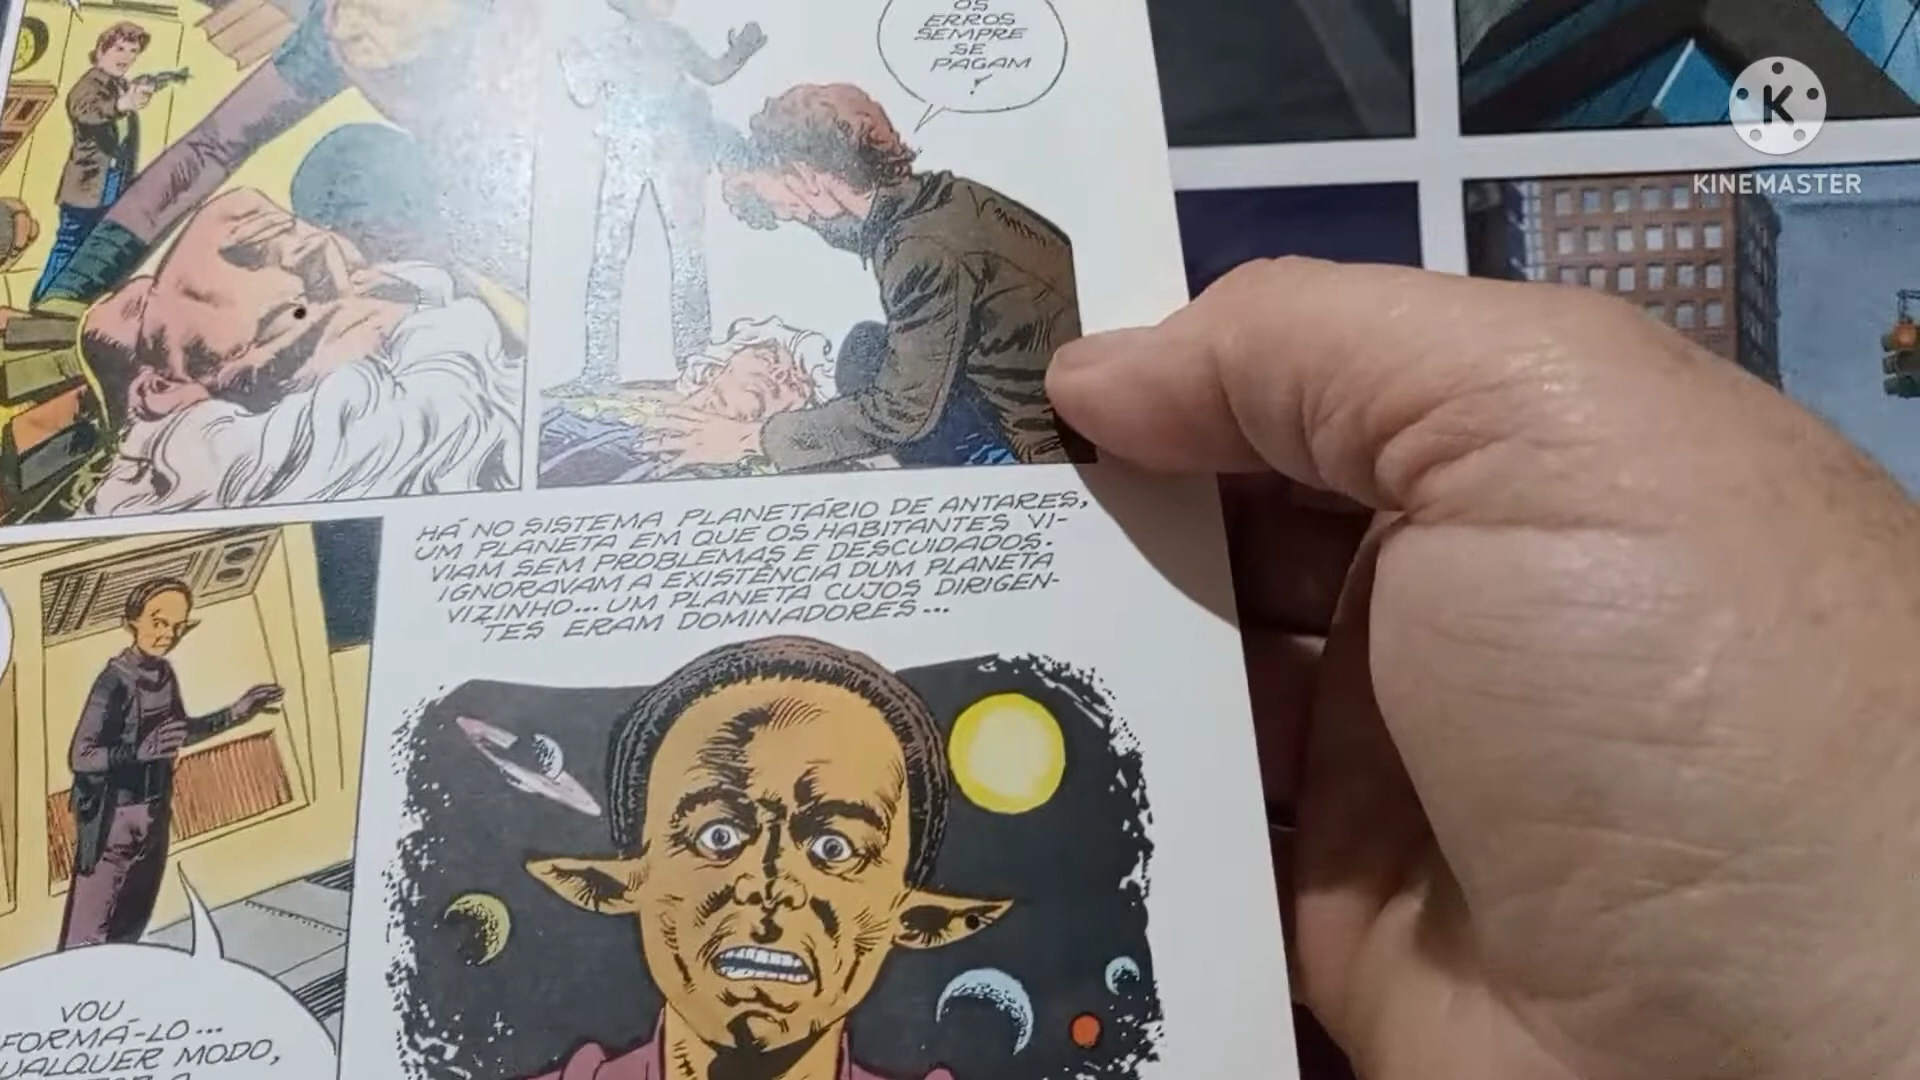 OS
ERROS
SEMPRE
SE
PAGAM
!
KINEMASTER
HÁ NO SISTEMA PLANETÁRIO DE ANTARES,
UM PLANETA EM QUE OS HABITANTES VI-
VIAM SEM PROBLEMAS E DESCUIDADOS.
IGNORAVAM A EXISTÊNCIA DUM PLANETA
VIZINHO... UM PLANETA CUJOS DIRIGEN-
TES ERAM DOMINADORES...
VOU
FORMÁ-LO...
UALQUER MODO,